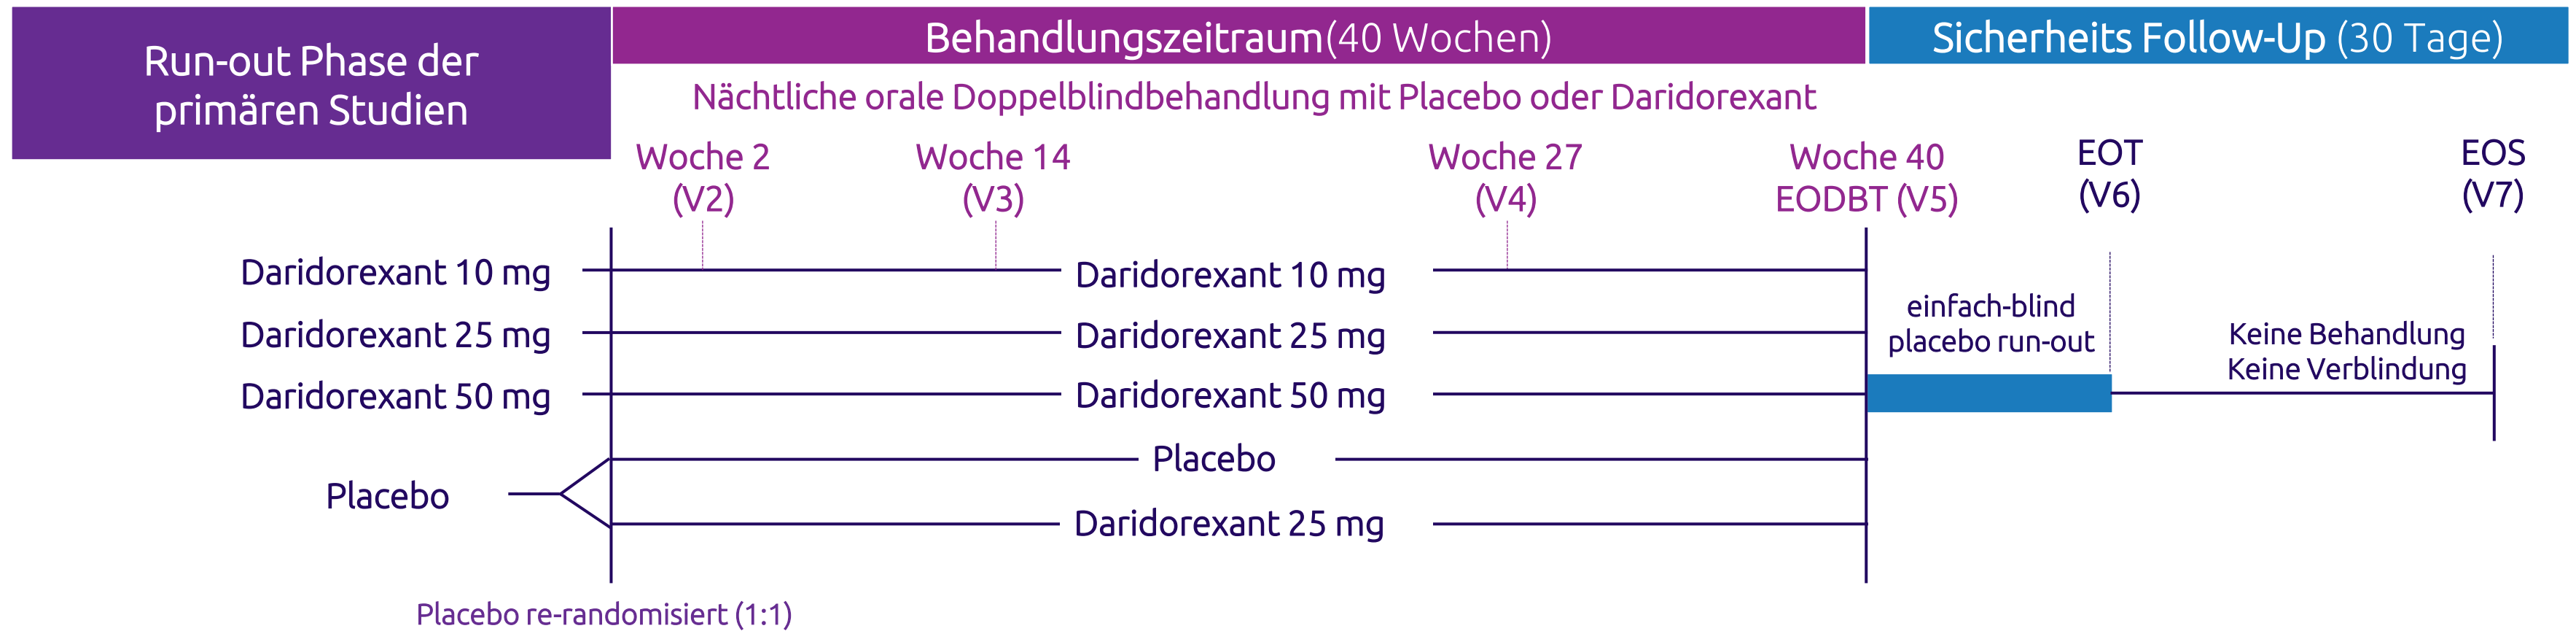 Run-out Phase der
primären Studien
Behandlungszeitraum(40 Wochen)
Sicherheits Follow-Up (30 Tage)
Nächtliche orale Doppelblindbehandlung mit Placebo oder Daridorexant
Woche 2
(V2)
Woche 14
(V3)
Woche 27
(V4)
Woche 40
EODBT (V5)
EOT
(V6)
EOS
(V7)
Daridorexant 10 mg
Daridorexant 10 mg
Daridorexant 25 mg
Daridorexant 25 mg
Daridorexant 50 mg
Daridorexant 50 mg
Placebo
Placebo
Daridorexant 25 mg
einfach-blind
placebo run-out
Keine Behandlung
Keine Verblindung
Placebo re-randomisiert (1:1)